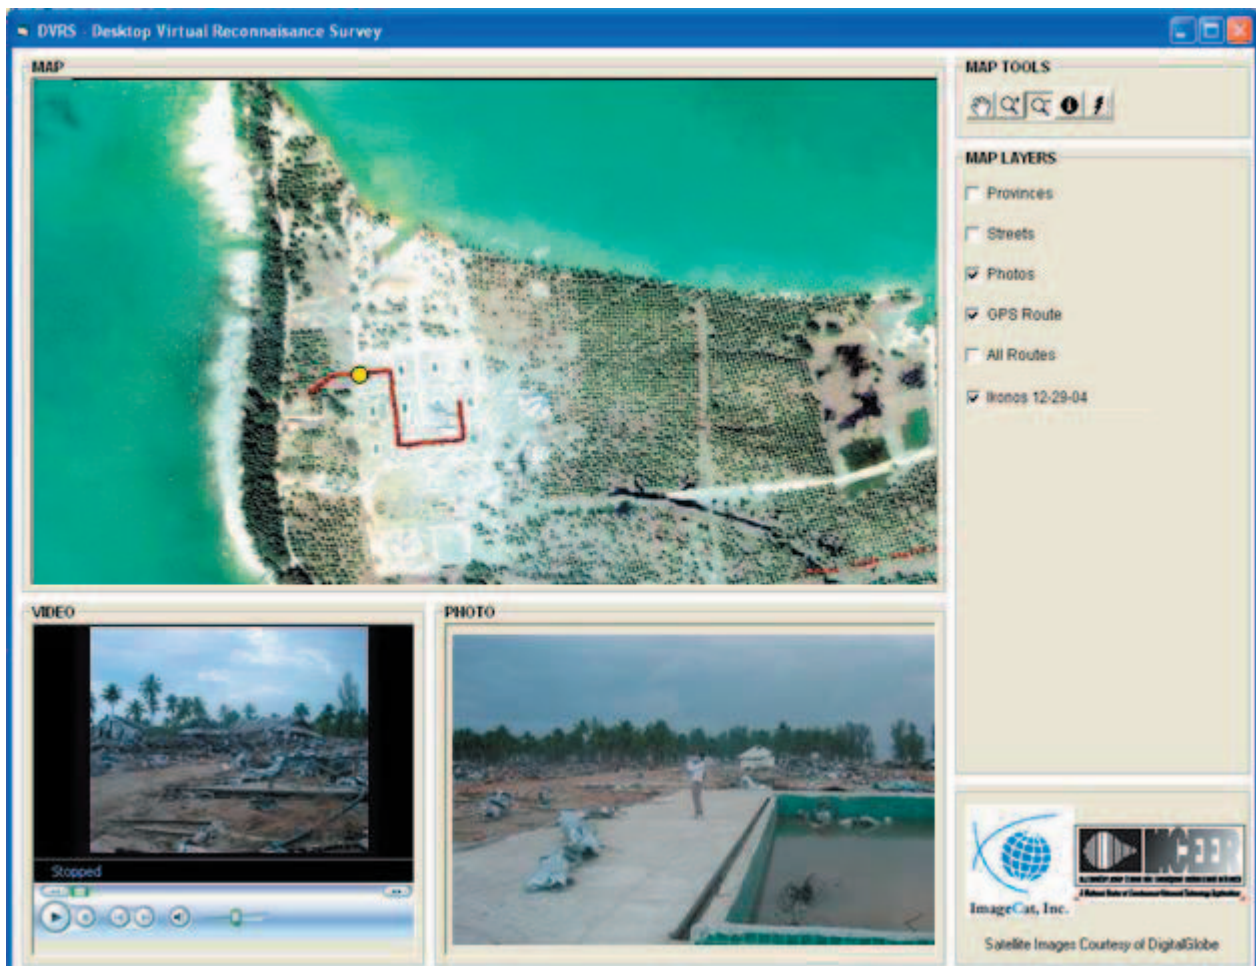 DVRS - Desktop Virtual Reconnaisance Survey
MAP
MAP TOOLS
MAP LAYERS
Provinces
Streets
Photos
GPS Route
All Routes
Ikonos 12-29-04
VIDEO
Stopped
PHOTO
ImageCat, Inc.
MCEER
Satellite Images Courtesy of DigitalGlobe